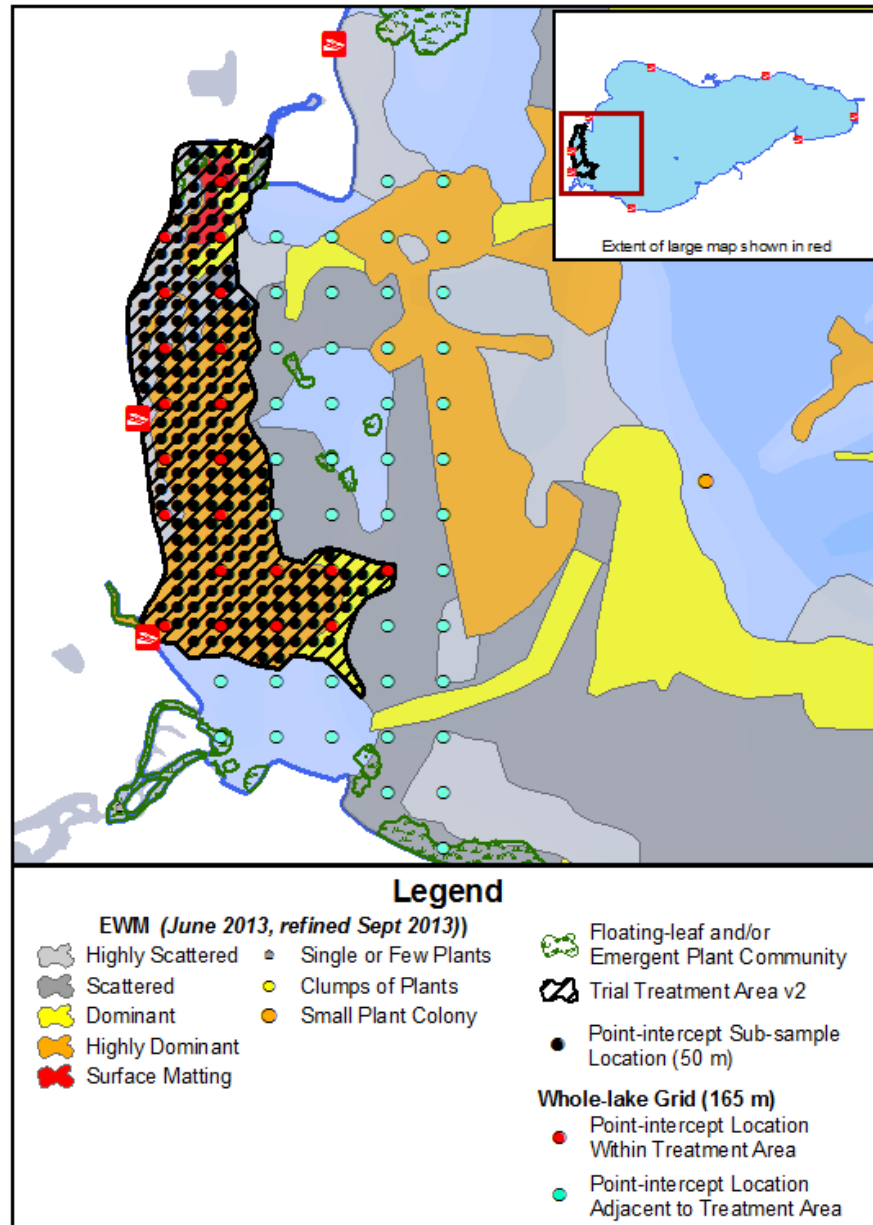 Extent of large map shown in red
Legend
EWM (June 2013, refined Sept 2013))
Highly Scattered
Scattered
Dominant
Highly Dominant
Surface Matting
Single or Few Plants
Clumps of Plants
Small Plant Colony
Floating-leaf and/or
Emergent Plant Community
Trial Treatment Area v2
Point-intercept Sub-sample
Location (50 m)
Whole-lake Grid (165 m)
Point-intercept Location
Within Treatment Area
Point-intercept Location
Adjacent to Treatment Area